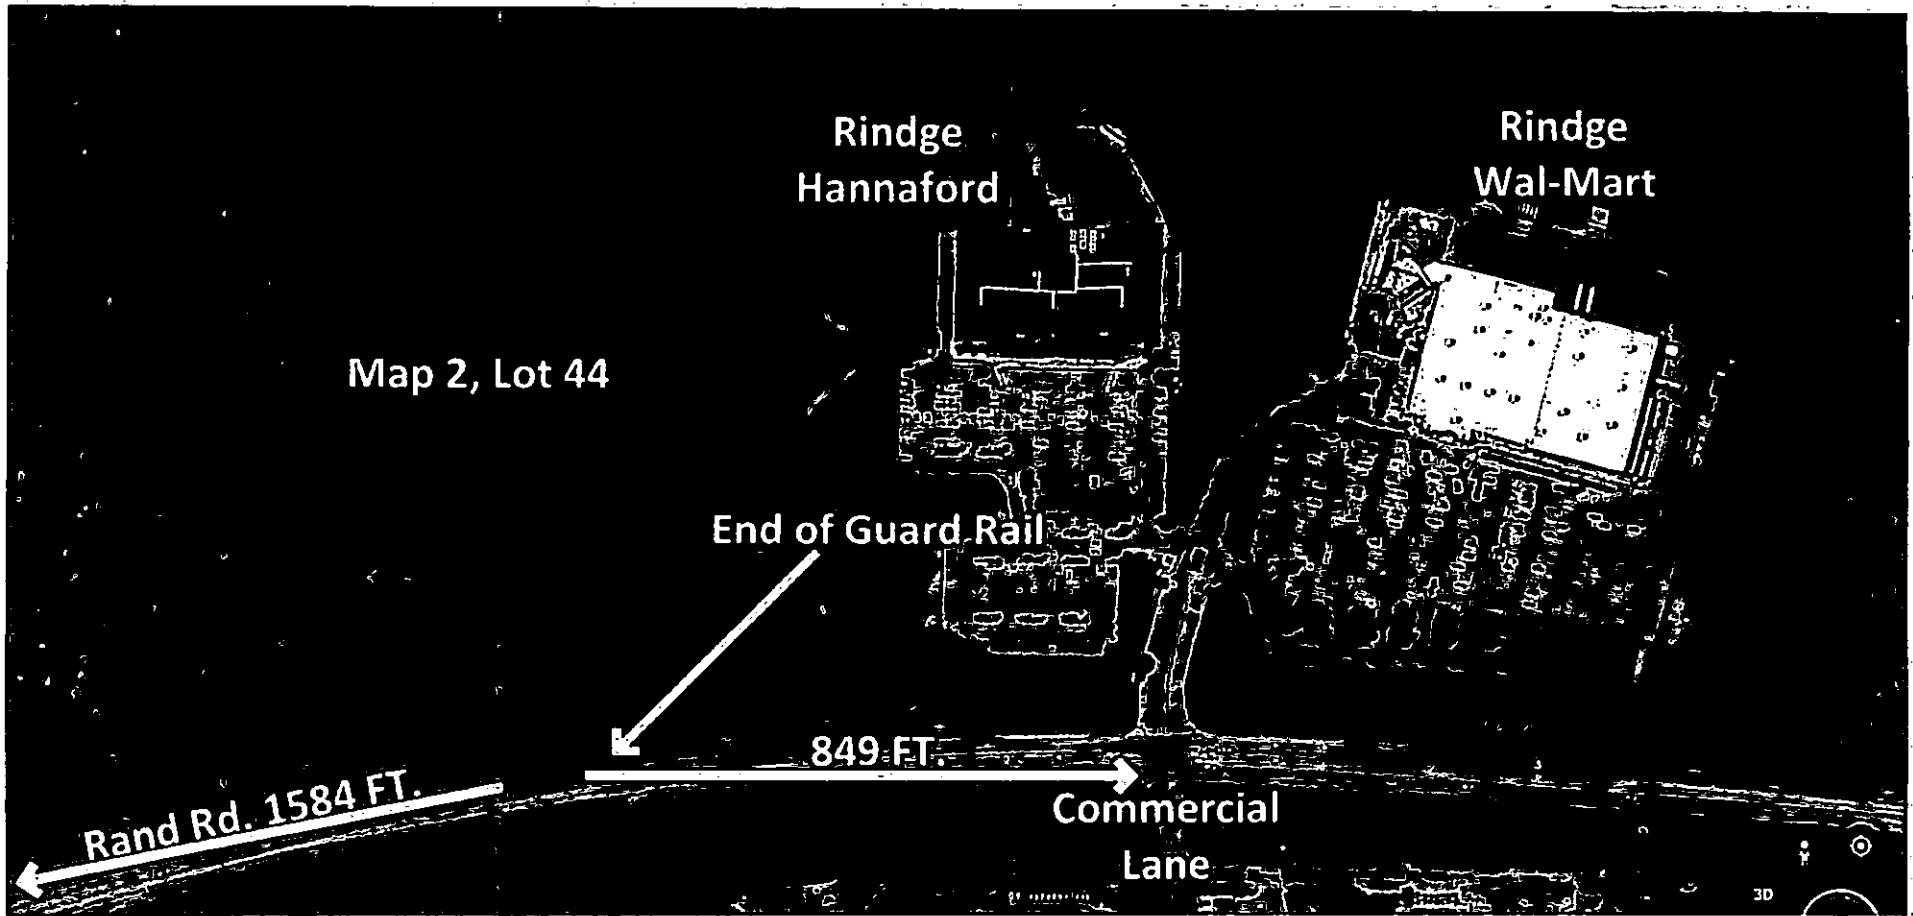 Rindge
Hannaford
Rindge
Wal-Mart
Map 2, Lot 44
End of Guard Rail
849 FT.
Rand Rd. 1584 FT.
Commercial
Lane
3D